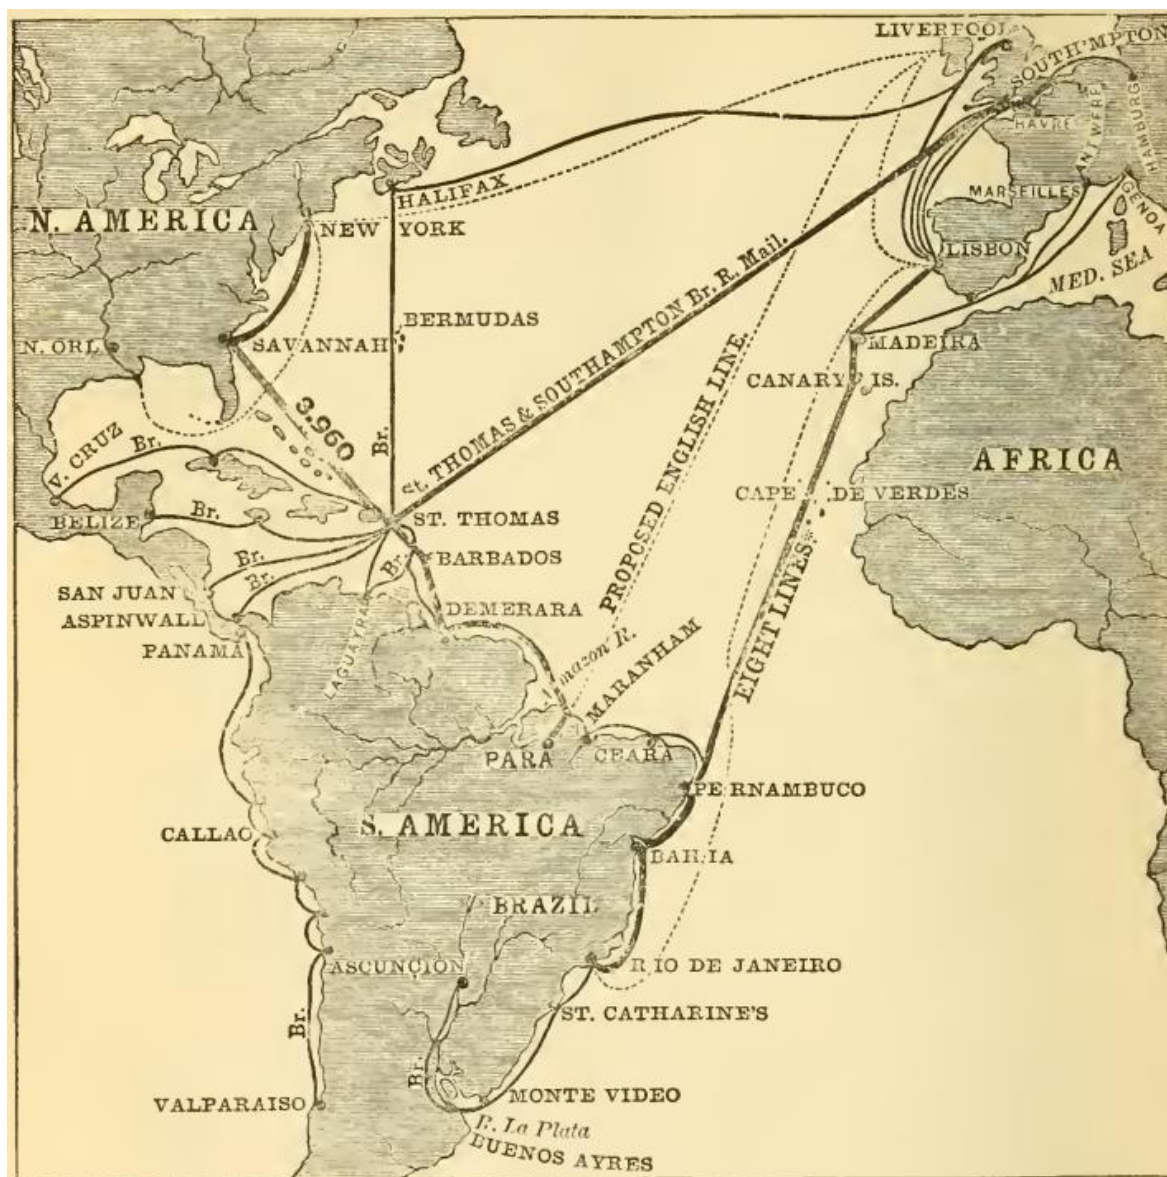 LIVERPOOL
SOUTH'MPTON
HAVRE
ANTWERP
HAMBURG
HALIFAX
MARSEILLES
GENOA
N. AMERICA
NEW YORK
LISBON
MED. SEA
St. THOMAS & SOUTHAMPTON Br. R. Mail.
BERMUDAS
SAVANNAH
N. ORL
MADEIRA
CANARY IS.
PROPOSED ENGLISH LINE.
3.960
Br.
V. CRUZ
Br.
AFRICA
CAPE DE VERDES
BELIZE
Br.
ST. THOMAS
Br.
Br.
Br.
BARBADOS
SAN JUAN
ASPINWALL
PANAMA
DEMERARA
LAGUAYRA
EIGHT LINES
mazon R.
MARANHAM
PARA
CEARA
PERNAMBUCO
CALLAO
S. AMERICA
BAHIA
BRAZIL
ASCUNCION
RIO DE JANEIRO
ST. CATHARINE'S
Br.
Br.
VALPARAISO
MONTE VIDEO
R. La Plata
BUENOS AYRES